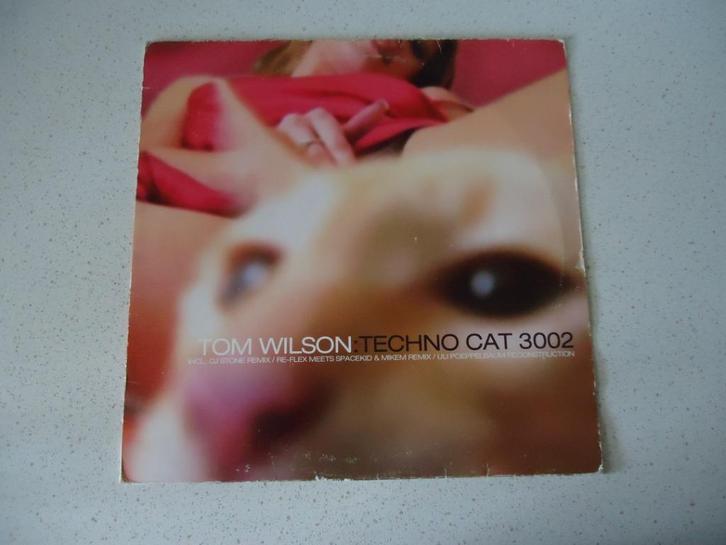 TOM WILSON:TECHNO CAT 3002
INCL. DJ STONE REMIX / RE-FLEX MEETS SPACEKID & MIKEM REMIX / ULI POEPPELBAUM RECONSTRUCTION